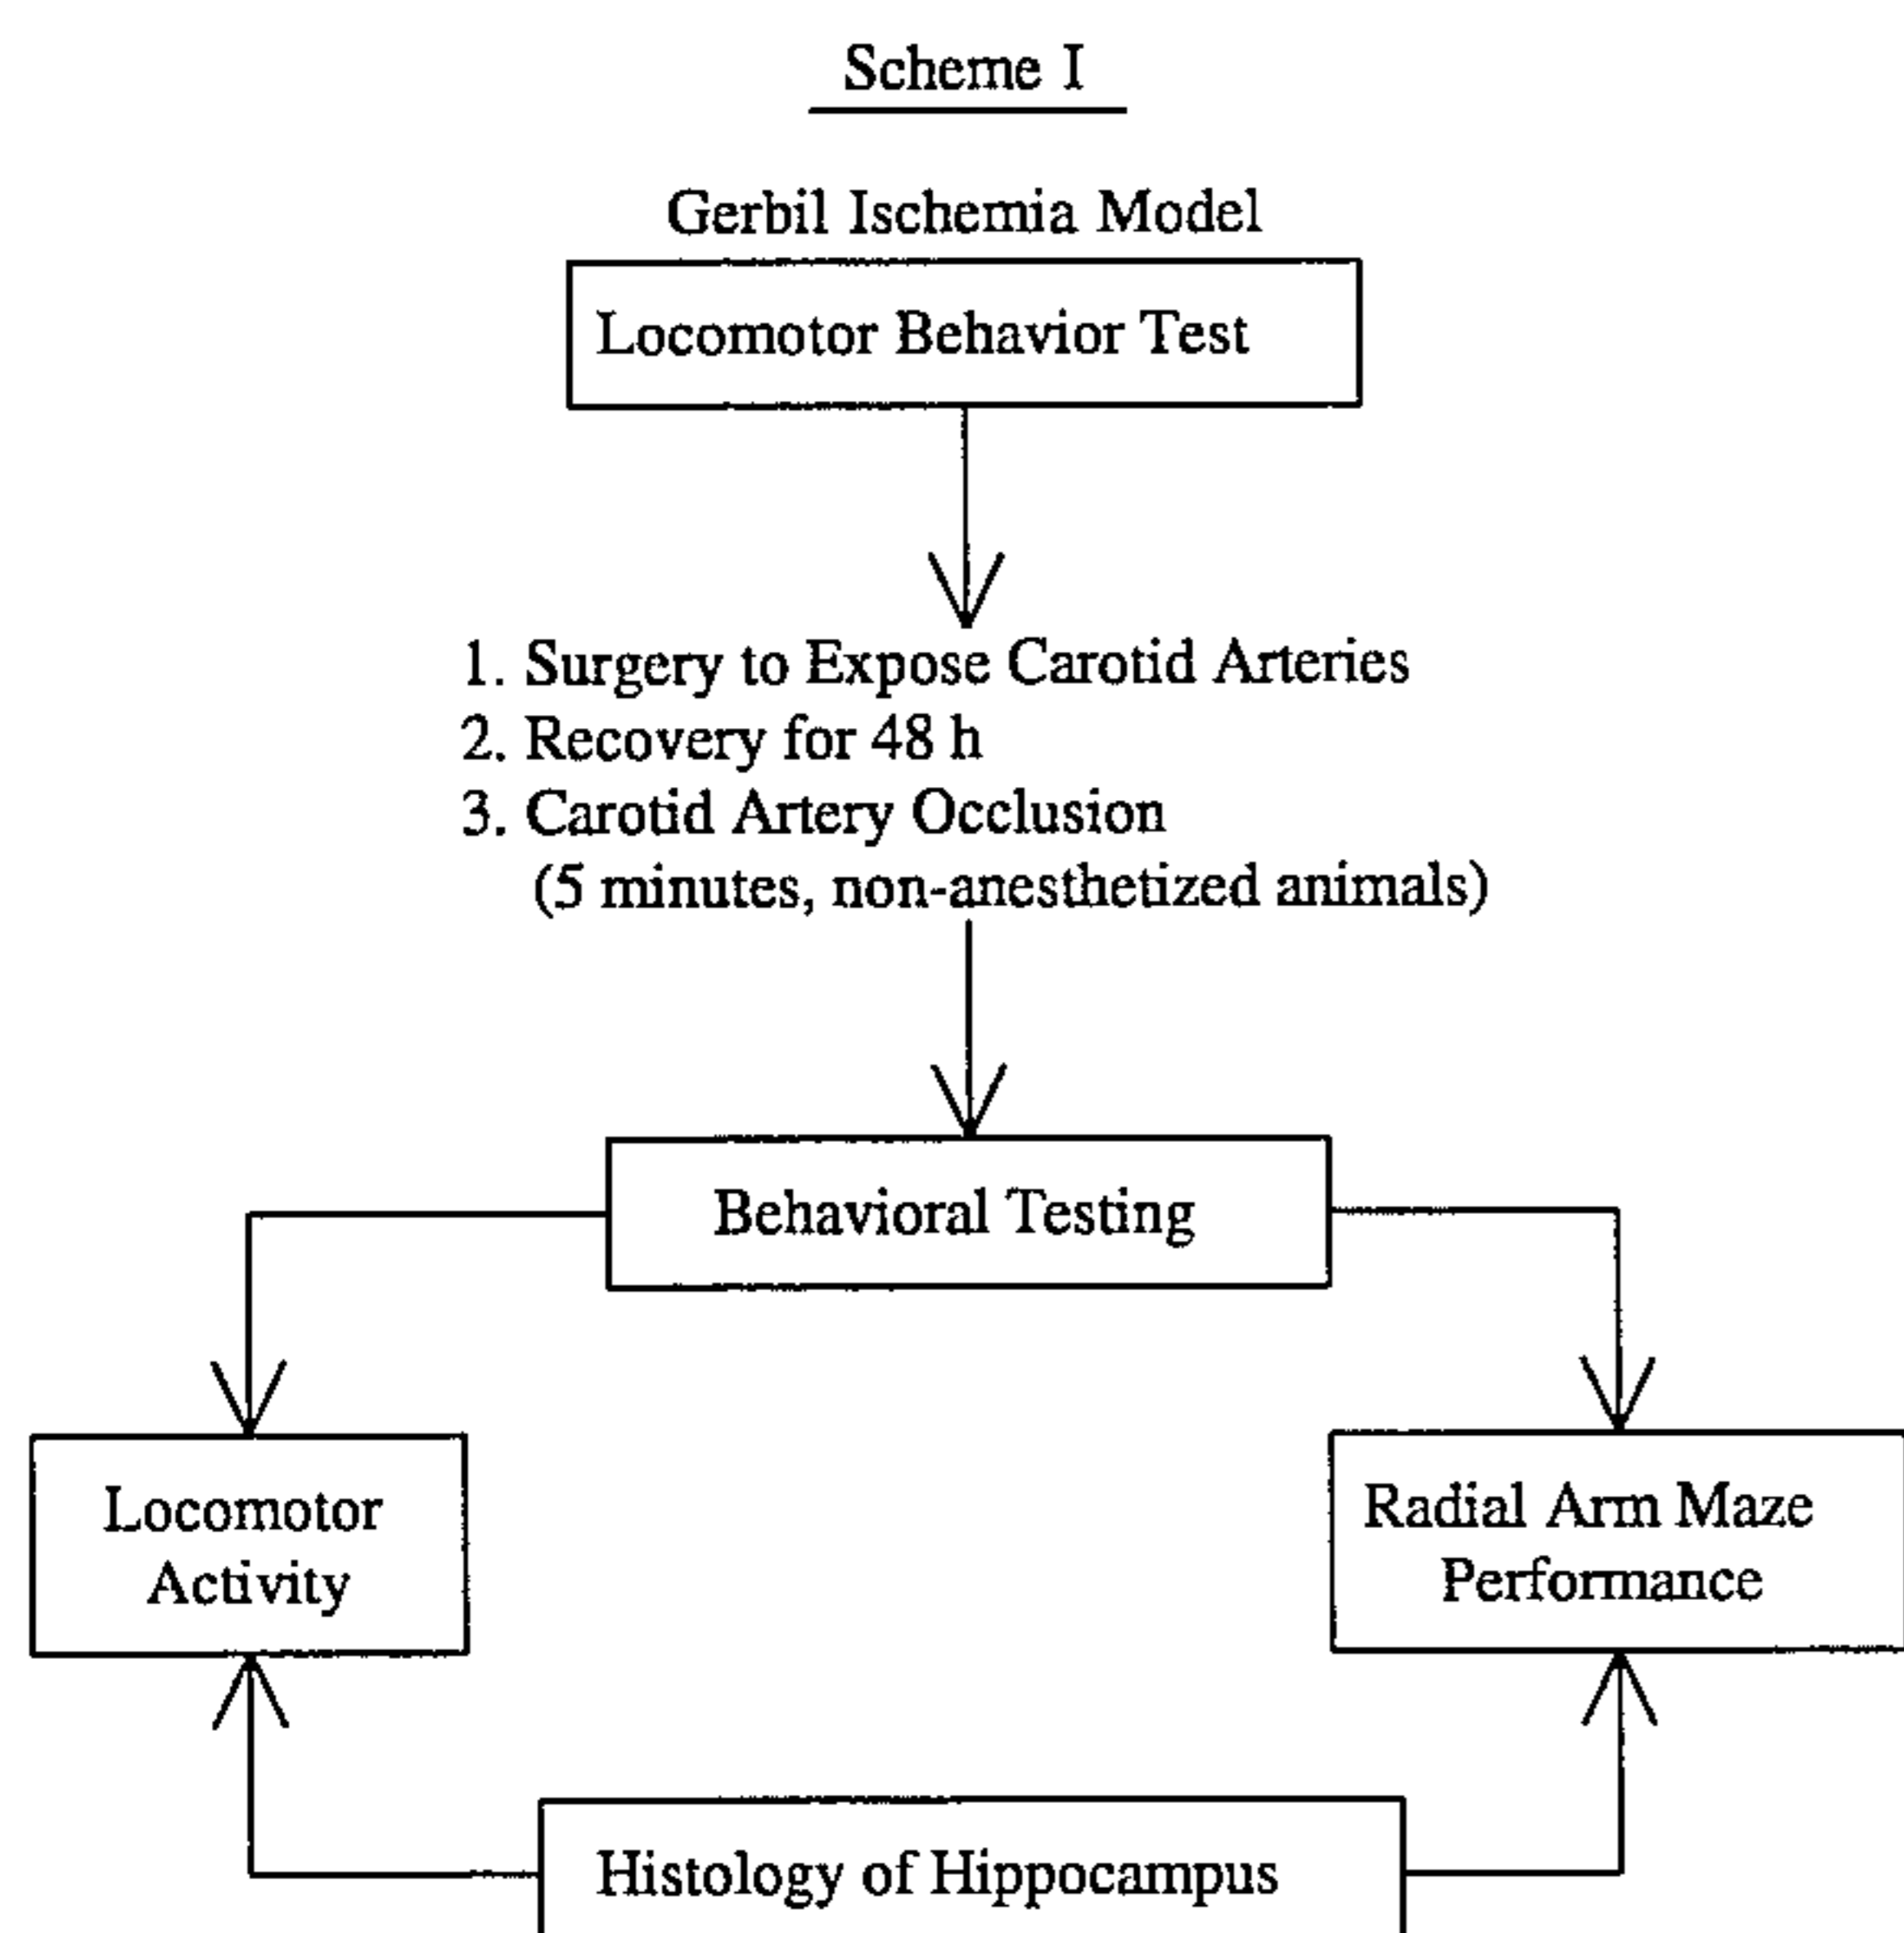 Scheme I
Gerbil Ischemia Model
Locomotor Behavior Test
1. Surgery to Expose Carotid Arteries
2. Recovery for 48 h
3. Carotid Artery Occlusion
(5 minutes, non-anesthetized animals)
Behavioral Testing
Locomotor
Activity
Radial Arm Maze
Performance
Histology of Hippocampus